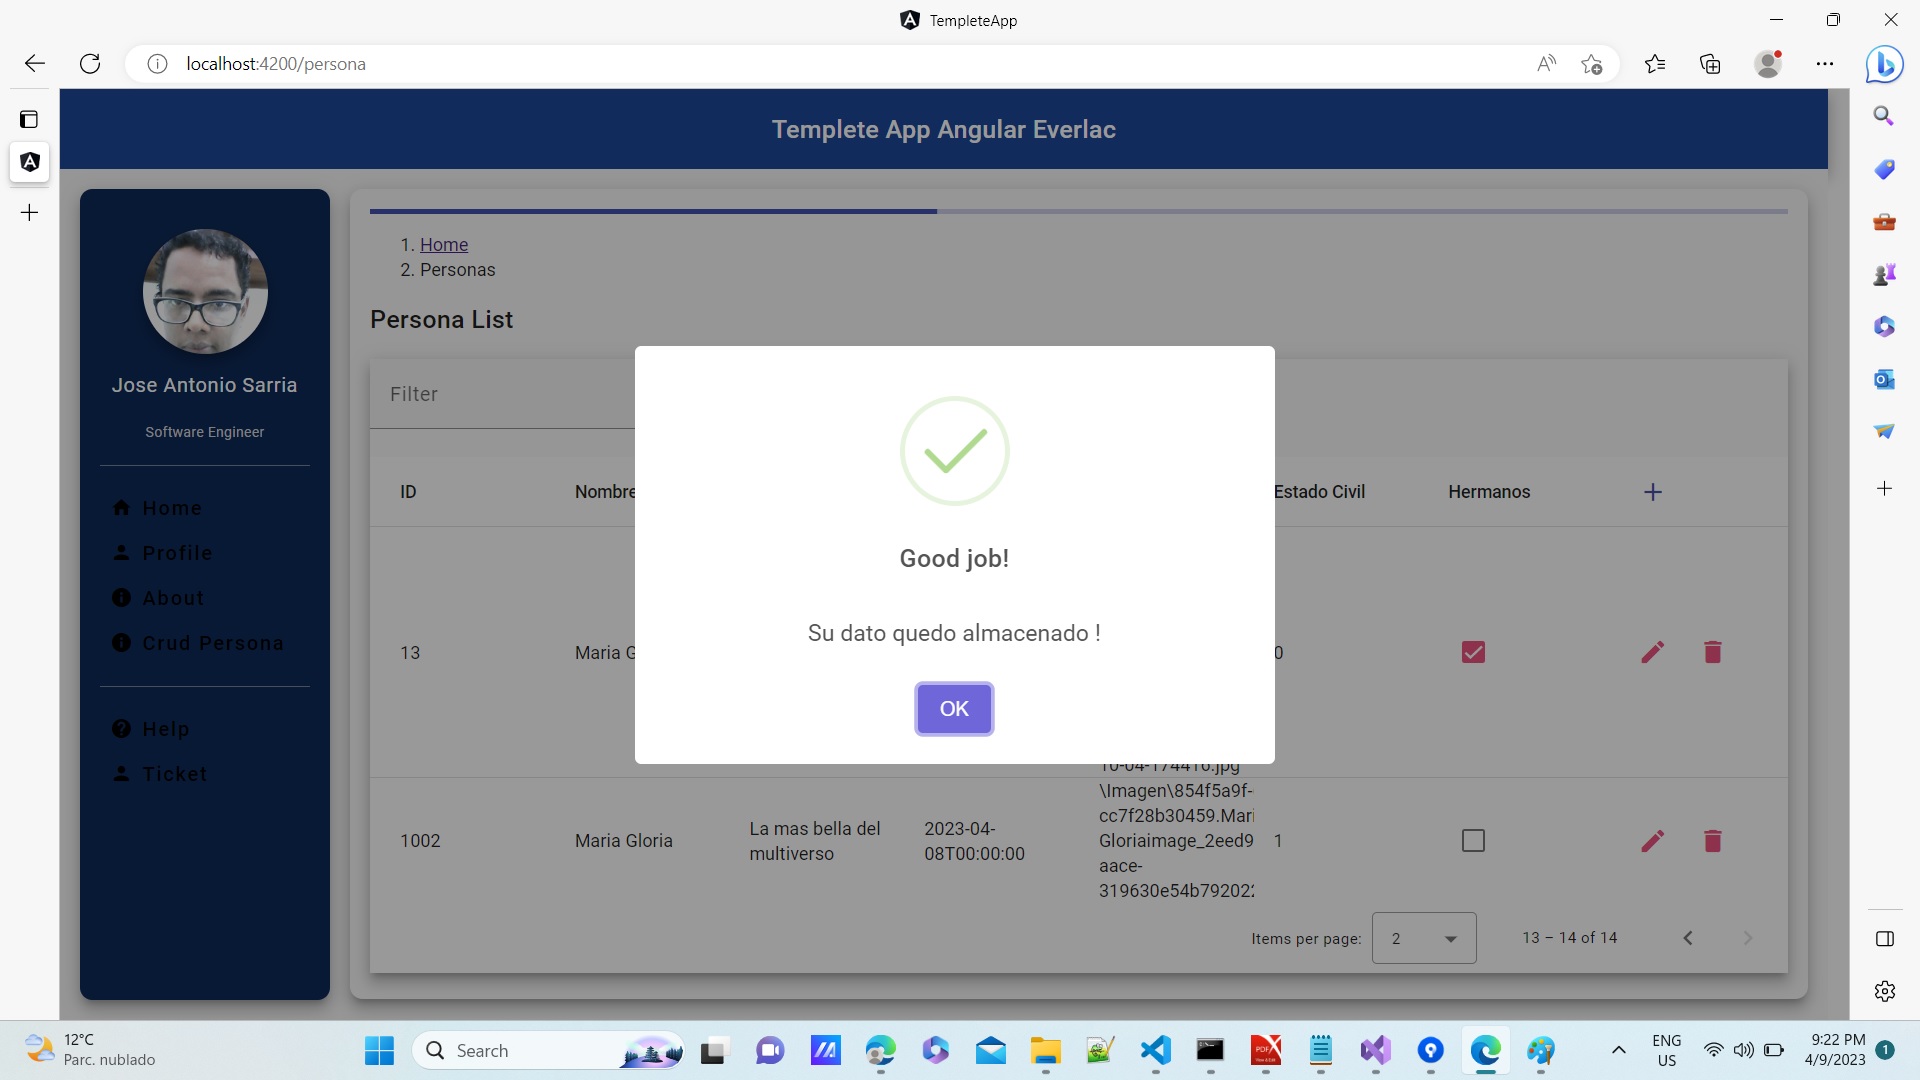 TempleteApp
localhost:4200/persona
Templete App Angular Everlac
Jose Antonio Sarria
Software Engineer
Home
Profile
About
Crud Persona
Help
Ticket
1. Home
2. Personas
Persona List
Filter
ID
Nombre
Estado Civil
Hermanos
13
Maria G
0
Good job!
Su dato quedo almacenado !
OK
10-04-174416.jpg
1002
Maria Gloria
La mas bella del
multiverso
2023-04-
08T00:00:00
\Imagen\854f5a9f-
cc7f28b30459.Mari
Gloriaimage_2eed9
aace-
319630e54b792022
1
Items per page:
2
13 – 14 of 14
12°C
Parc. nublado
Search
ENG
US
9:22 PM
4/9/2023
1